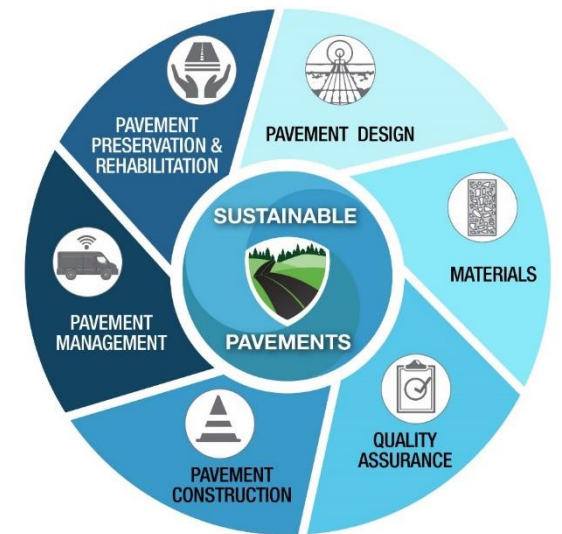 SUSTAINABLE
PAVEMENTS
PAVEMENT DESIGN
MATERIALS
QUALITY
ASSURANCE
PAVEMENT
CONSTRUCTION
PAVEMENT
MANAGEMENT
PAVEMENT
PRESERVATION &
REHABILITATION